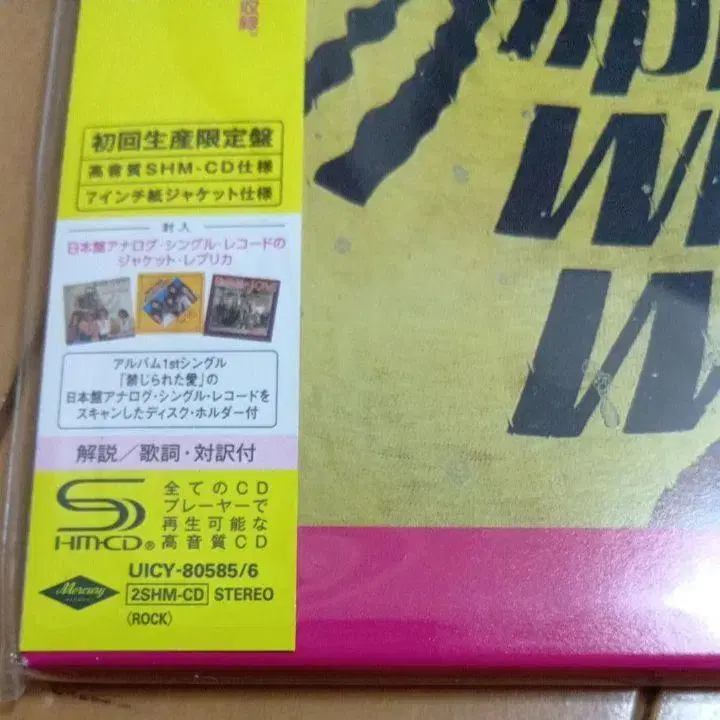 収録。
初回生産限定盤
高音質SHM-CD仕様
7インチ紙ジャケット仕様
封入
日本盤アナログ・シングル・レコードの
ジャケット・レプリカ
アルバム1stシングル
「禁じられた愛」の
日本盤アナログ・シングル・レコードを
スキャンしたディスク・ホルダー付
解説/歌詞・対訳付
SHM-CD®
全てのCD
プレーヤーで
再生可能な
高音質CD
Mercury
UICY-80585/6
2SHM-CD STEREO
〈ROCK〉